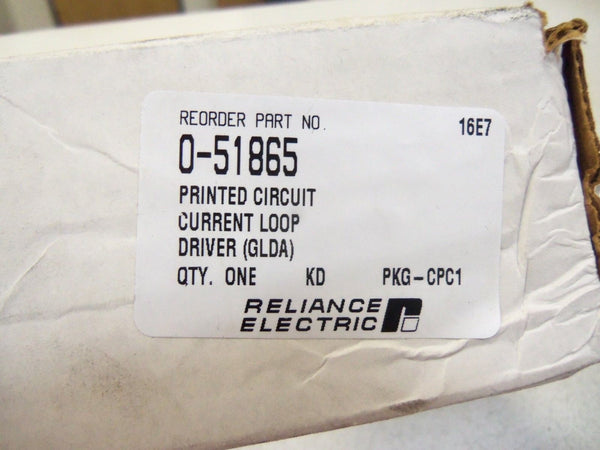 REORDER PART NO.
16E7
0-51865
PRINTED CIRCUIT
CURRENT LOOP
DRIVER (GLDA)
QTY. ONE KD PKG-CPC1
RELIANCE
ELECTRIC